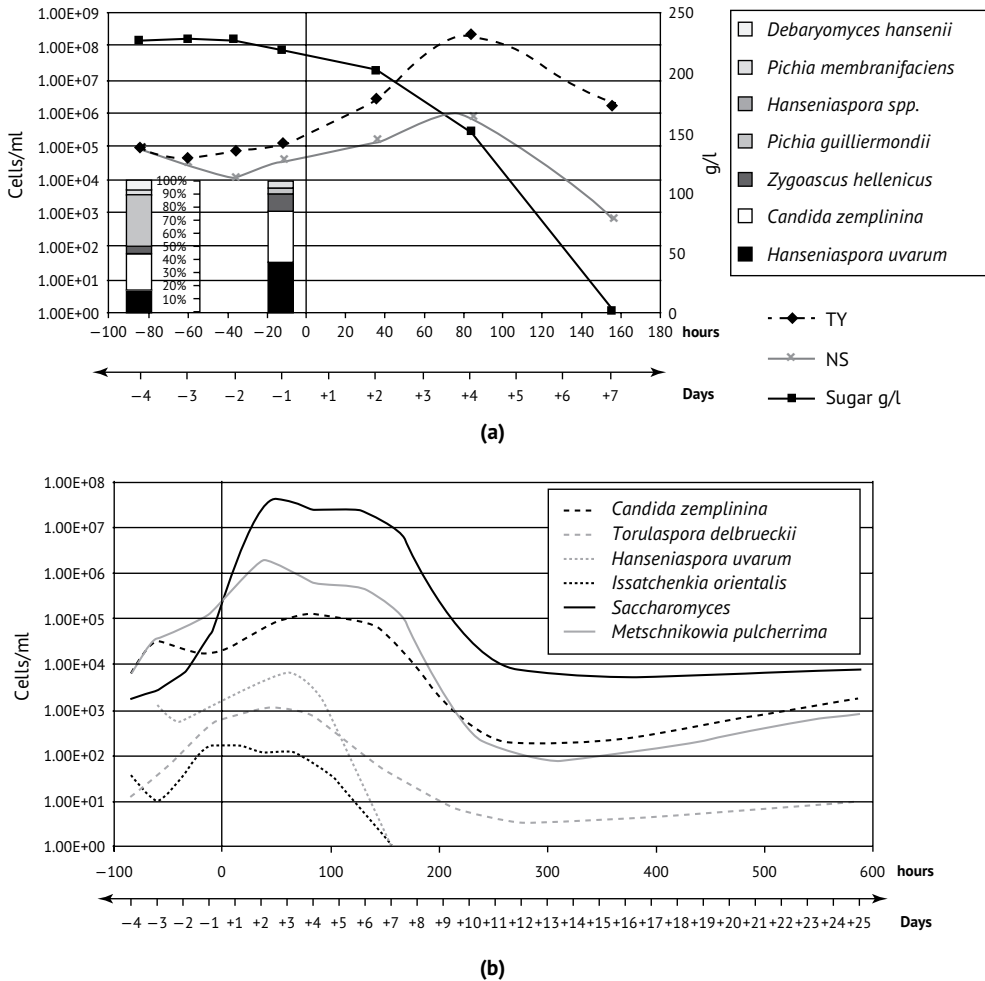 1.00E+09
1.00E+08
1.00E+07
1.00E+06
1.00E+05
1.00E+04
1.00E+03
1.00E+02
1.00E+01
1.00E+00
Cells/ml
100%
90%
80%
70%
60%
50%
40%
30%
20%
10%
250
200
150
100
50
0
g/l
−100 −80 −60 −40 −20 0 20 40 60 80 100 120 140 160 180 hours
−4 −3 −2 −1 +1 +2 +3 +4 +5 +6 +7 Days
Debaryomyces hansenii
Pichia membranifaciens
Hanseniaspora spp.
Pichia guilliermondii
Zygoascus hellenicus
Candida zemplinina
Hanseniaspora uvarum
TY
NS
Sugar g/l
(a)
1.00E+08
1.00E+07
1.00E+06
1.00E+05
1.00E+04
1.00E+03
1.00E+02
1.00E+01
1.00E+00
Cells/ml
Candida zemplinina
Torulaspora delbrueckii
Hanseniaspora uvarum
Issatchenkia orientalis
Saccharomyces
Metschnikowia pulcherrima
−100 0 100 200 300 400 500 600 hours
−4 −3 −2 −1 +1 +2 +3 +4 +5 +6 +7 +8 +9 +10 +11 +12 +13 +14 +15 +16 +17 +18 +19 +20 +21 +22 +23 +24 +25 Days
(b)